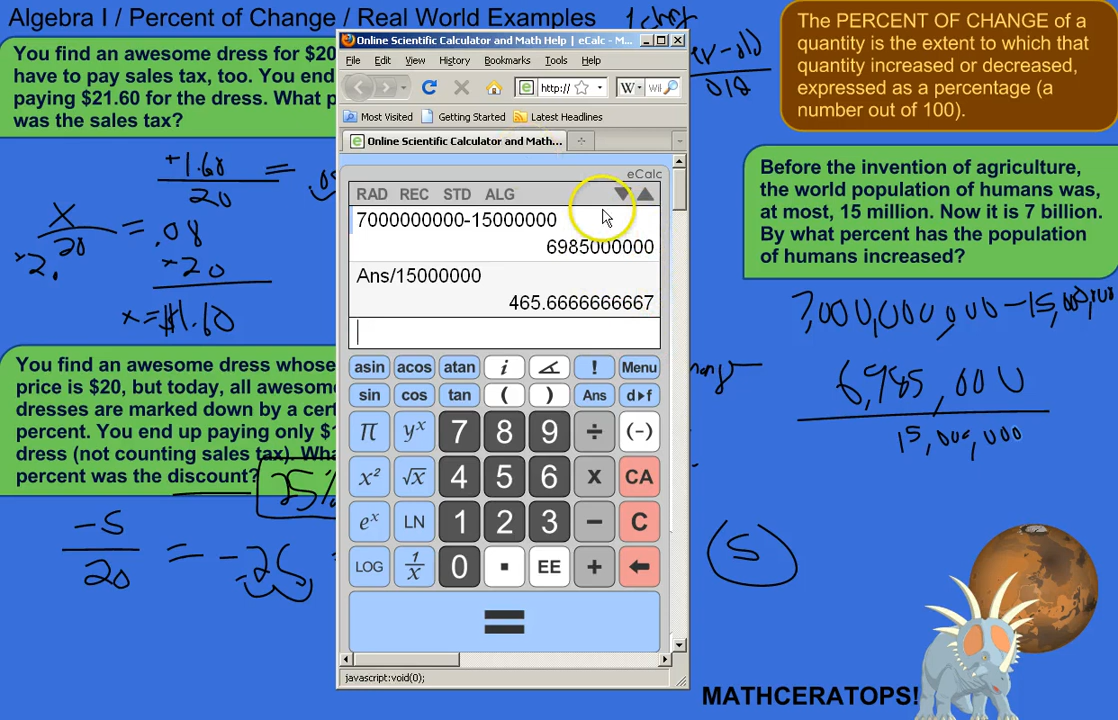 Algebra I / Percent of Change / Real World Examples
You find an awesome dress for $20
have to pay sales tax, too. You end
paying $21.60 for the dress. What
was the sales tax?
+1.60
20
=
x
20
= .08
20
x = $1.60
You find an awesome dress whose
price is $20, but today, all awesome
dresses are marked down by a cert
percent. You end up paying only $1
dress (not counting sales tax). Wha
percent was the discount?
25%
-5
20
= -.25
Online Scientific Calculator and Math Help | eCalc - M...
File Edit View History Bookmarks Tools Help
http://
W
Most Visited Getting Started Latest Headlines
Online Scientific Calculator and Math...
eCalc
RAD REC STD ALG
7000000000-15000000
6985000000
Ans/15000000
465.6666666667
asin acos atan i ∠ ! Menu
sin cos tan ( ) Ans d▸f
π yˣ 7 8 9 ÷ (-)
x² √x 4 5 6 x CA
eˣ LN 1 2 3 − C
LOG 1/x 0 . EE + ←
=
javascript:void(0);
old
The PERCENT OF CHANGE of a
quantity is the extent to which that
quantity increased or decreased,
expressed as a percentage (a
number out of 100).
Before the invention of agriculture,
the world population of humans was,
at most, 15 million. Now it is 7 billion.
By what percent has the population
of humans increased?
7,000,000,000 - 15,000,000
6,985,000
15,000,000
5
MATHCERATOPS!